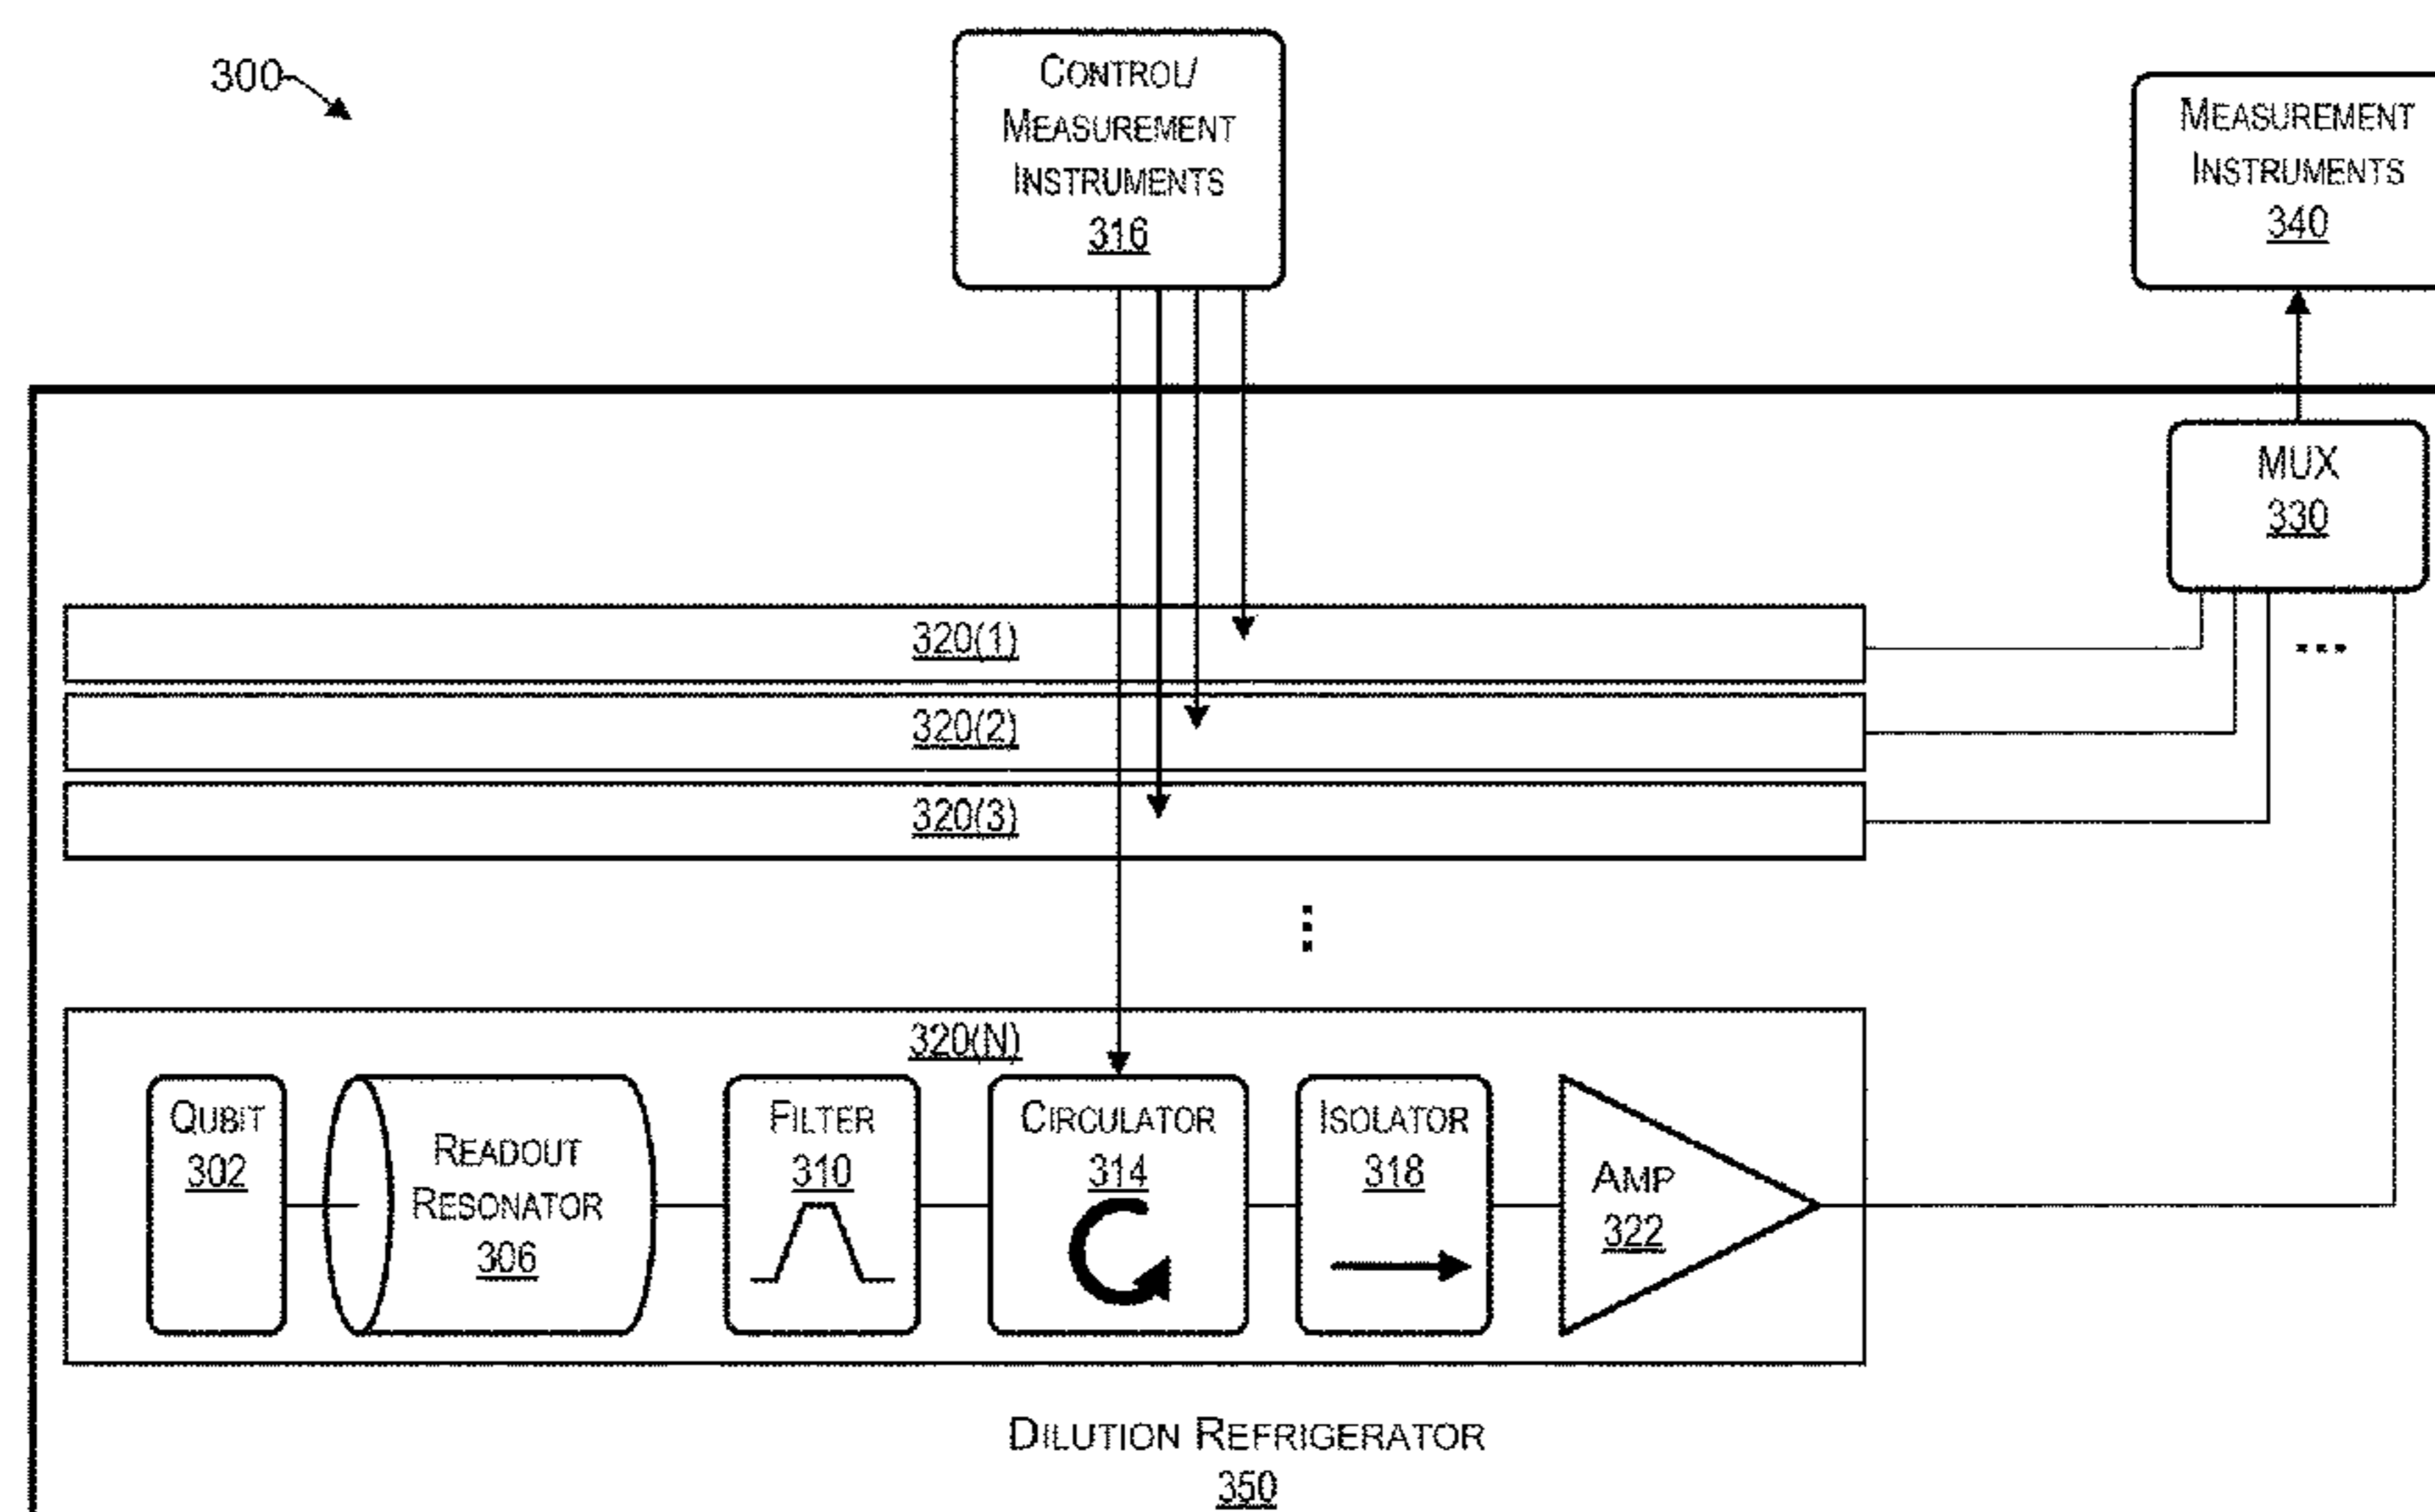 300
CONTROL/
MEASUREMENT
INSTRUMENTS
316
MEASUREMENT
INSTRUMENTS
340
MUX
330
320(1)
...
320(2)
320(3)
320(N)
QUBIT
302
READOUT
RESONATOR
306
FILTER
310
CIRCULATOR
314
ISOLATOR
318
AMP
322
DILUTION REFRIGERATOR
350